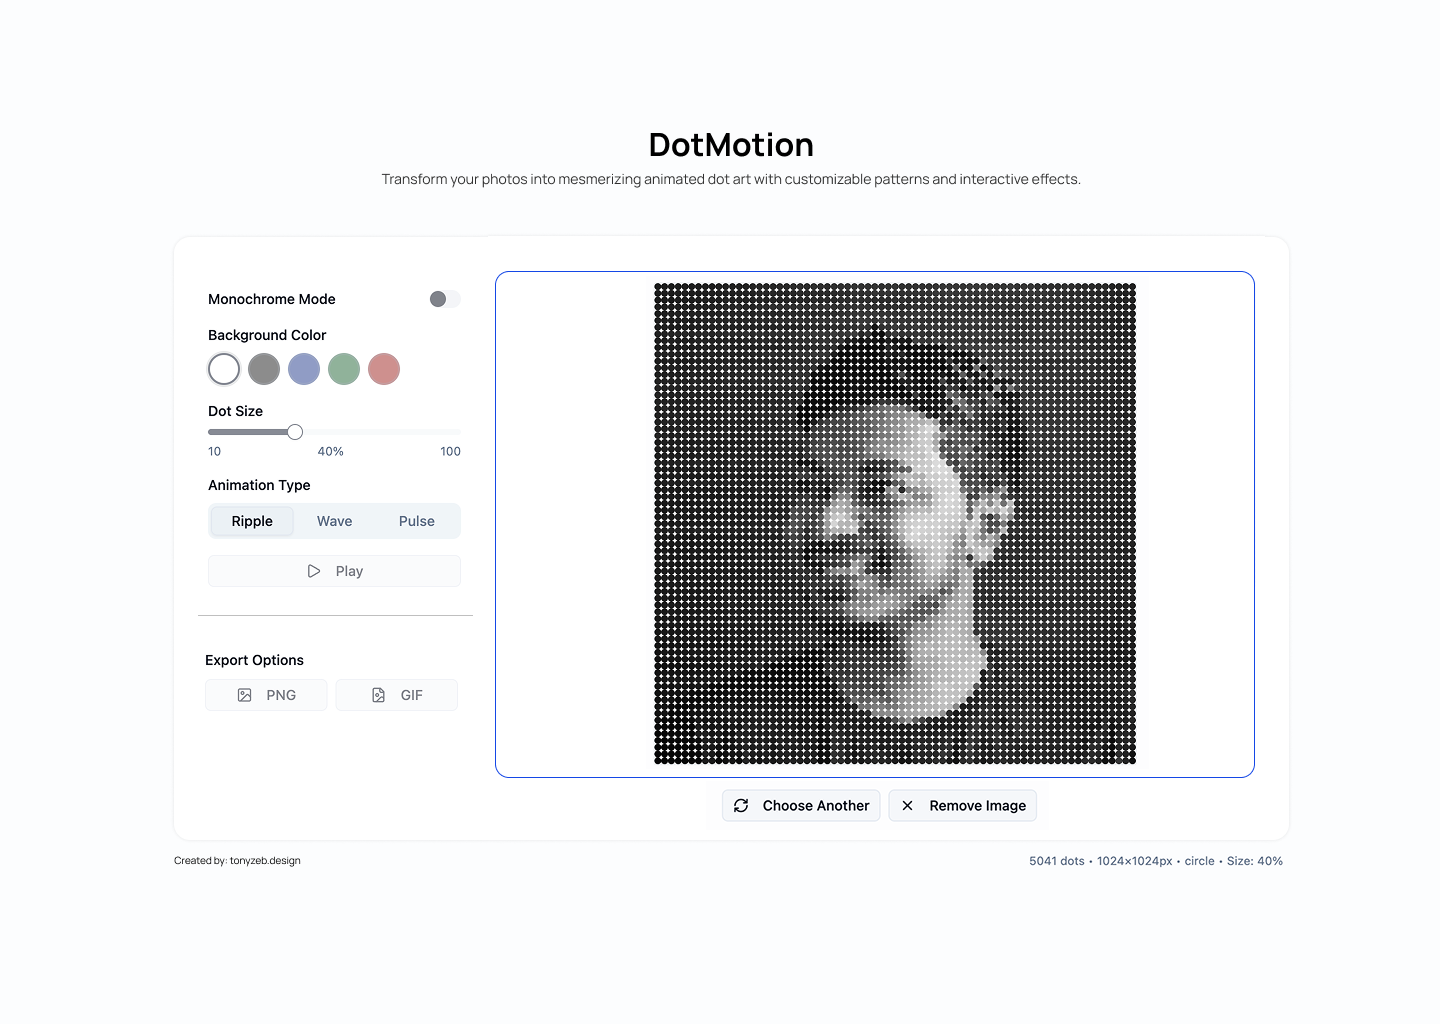 DotMotion
Transform your photos into mesmerizing animated dot art with customizable patterns and interactive effects.
Monochrome Mode
Background Color
Dot Size
10 40% 100
Animation Type
Ripple Wave Pulse
Play
Export Options
PNG GIF
Choose Another Remove Image
Created by: tonyzeb.design
5041 dots • 1024×1024px • circle • Size: 40%